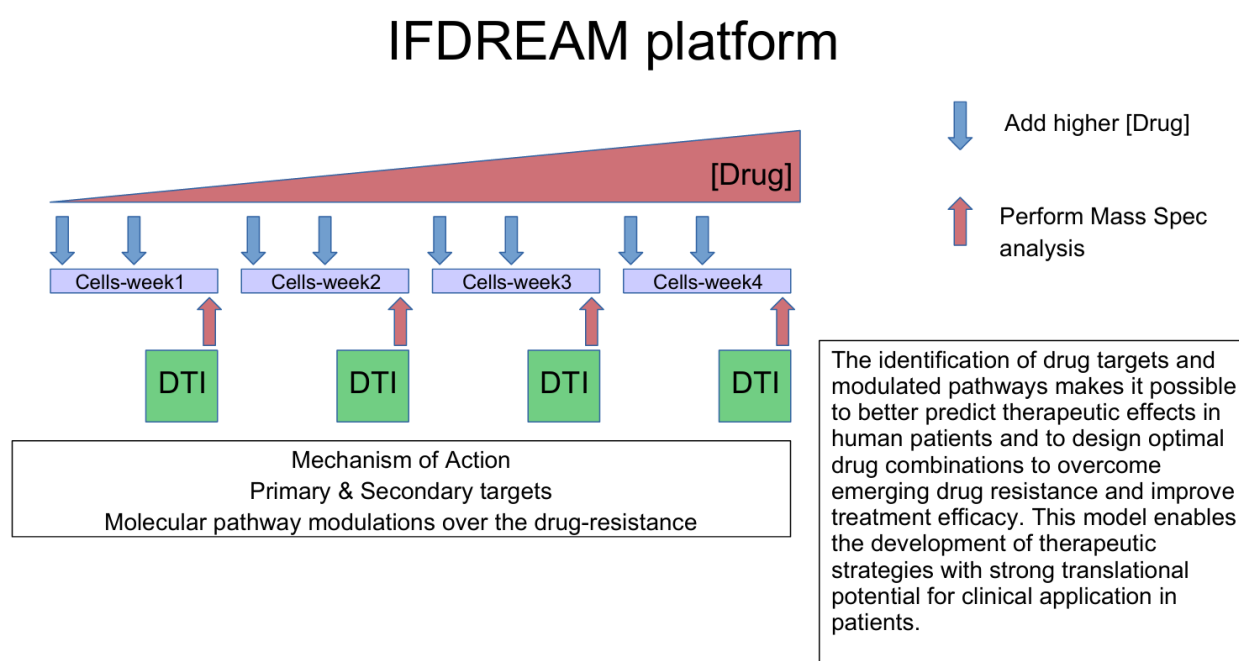 IFDREAM platform
Add higher [Drug]
[Drug]
Perform Mass Spec
analysis
Cells-week1
Cells-week2
Cells-week3
Cells-week4
DTI
DTI
DTI
DTI
Mechanism of Action
Primary & Secondary targets
Molecular pathway modulations over the drug-resistance
The identification of drug targets and
modulated pathways makes it possible
to better predict therapeutic effects in
human patients and to design optimal
drug combinations to overcome
emerging drug resistance and improve
treatment efficacy. This model enables
the development of therapeutic
strategies with strong translational
potential for clinical application in
patients.